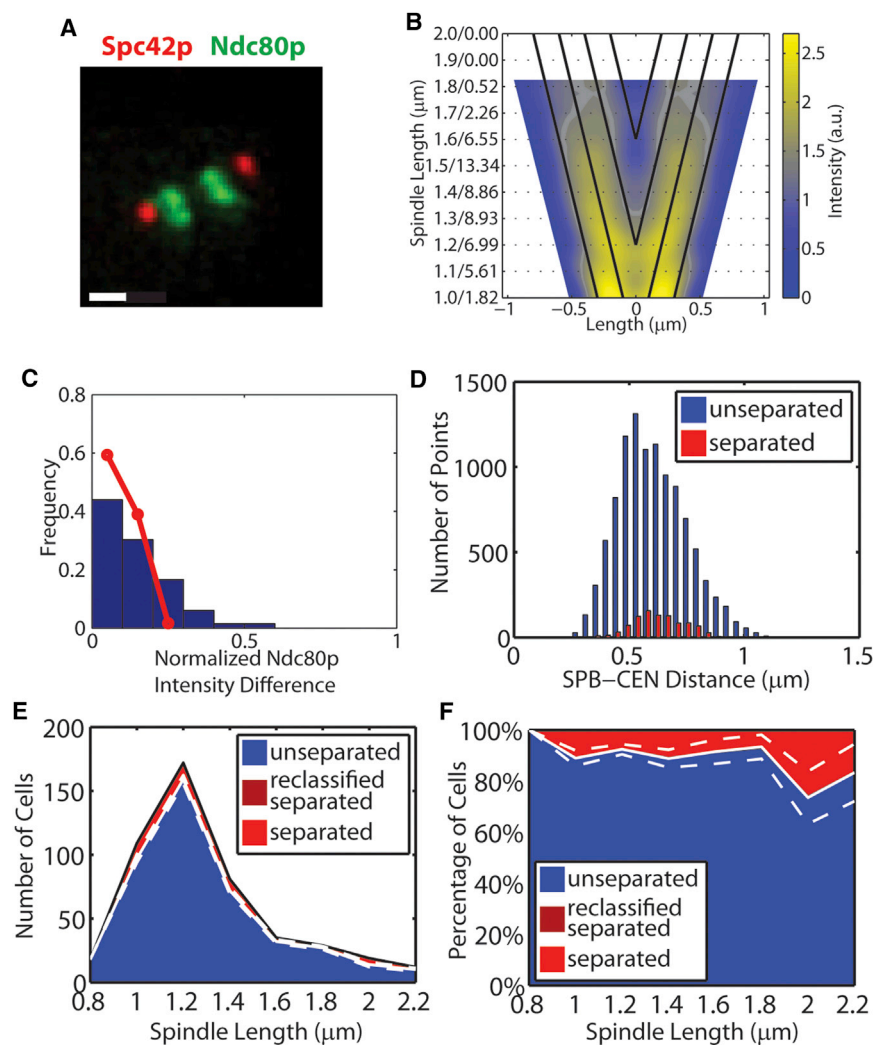 A
Spc42p Ndc80p
B
Spindle Length (μm)
2.0/0.00
1.9/0.00
1.8/0.52
1.7/2.26
1.6/6.55
1.5/13.34
1.4/8.86
1.3/8.93
1.2/6.99
1.1/5.61
1.0/1.82
−1 −0.5 0 0.5 1
Length (μm)
2.5
2
1.5
1
0.5
0
Intensity (a.u.)
C
Frequency
0.8
0.6
0.4
0.2
0
0 0.5 1
Normalized Ndc80p
Intensity Difference
D
Number of Points
1500
1000
500
0
unseparated
separated
0 0.5 1 1.5
SPB−CEN Distance (μm)
E
Number of Cells
200
150
100
50
0
unseparated
reclassified
separated
separated
0.8 1 1.2 1.4 1.6 1.8 2 2.2
Spindle Length (μm)
F
Percentage of Cells
100%
80%
60%
40%
20%
0%
unseparated
reclassified
separated
separated
0.8 1 1.2 1.4 1.6 1.8 2 2.2
Spindle Length (μm)